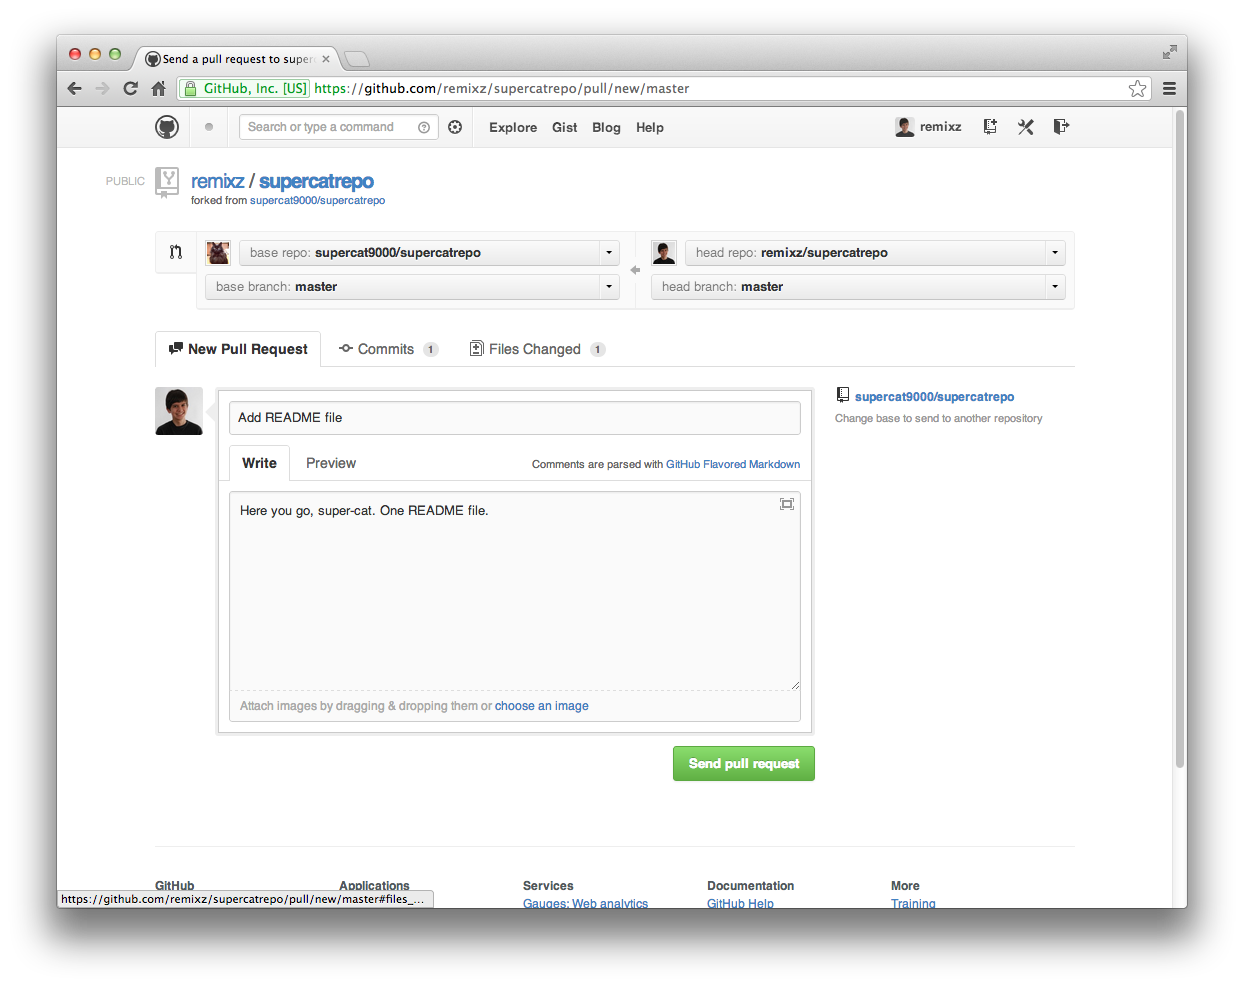 Send a pull request to super
GitHub, Inc. [US] https://github.com/remixz/supercatrepo/pull/new/master
Search or type a command
Explore Gist Blog Help
remixz
PUBLIC
remixz / supercatrepo
forked from supercat9000/supercatrepo
base repo: supercat9000/supercatrepo
head repo: remixz/supercatrepo
base branch: master
head branch: master
New Pull Request
Commits 1
Files Changed 1
Add README file
supercat9000/supercatrepo
Change base to send to another repository
Write
Preview
Comments are parsed with GitHub Flavored Markdown
Here you go, super-cat. One README file.
Attach images by dragging & dropping them or choose an image
Send pull request
GitHub
Applications
Services
Documentation
More
https://github.com/remixz/supercatrepo/pull/new/master#files_...
Gauges: Web analytics
GitHub Help
Training